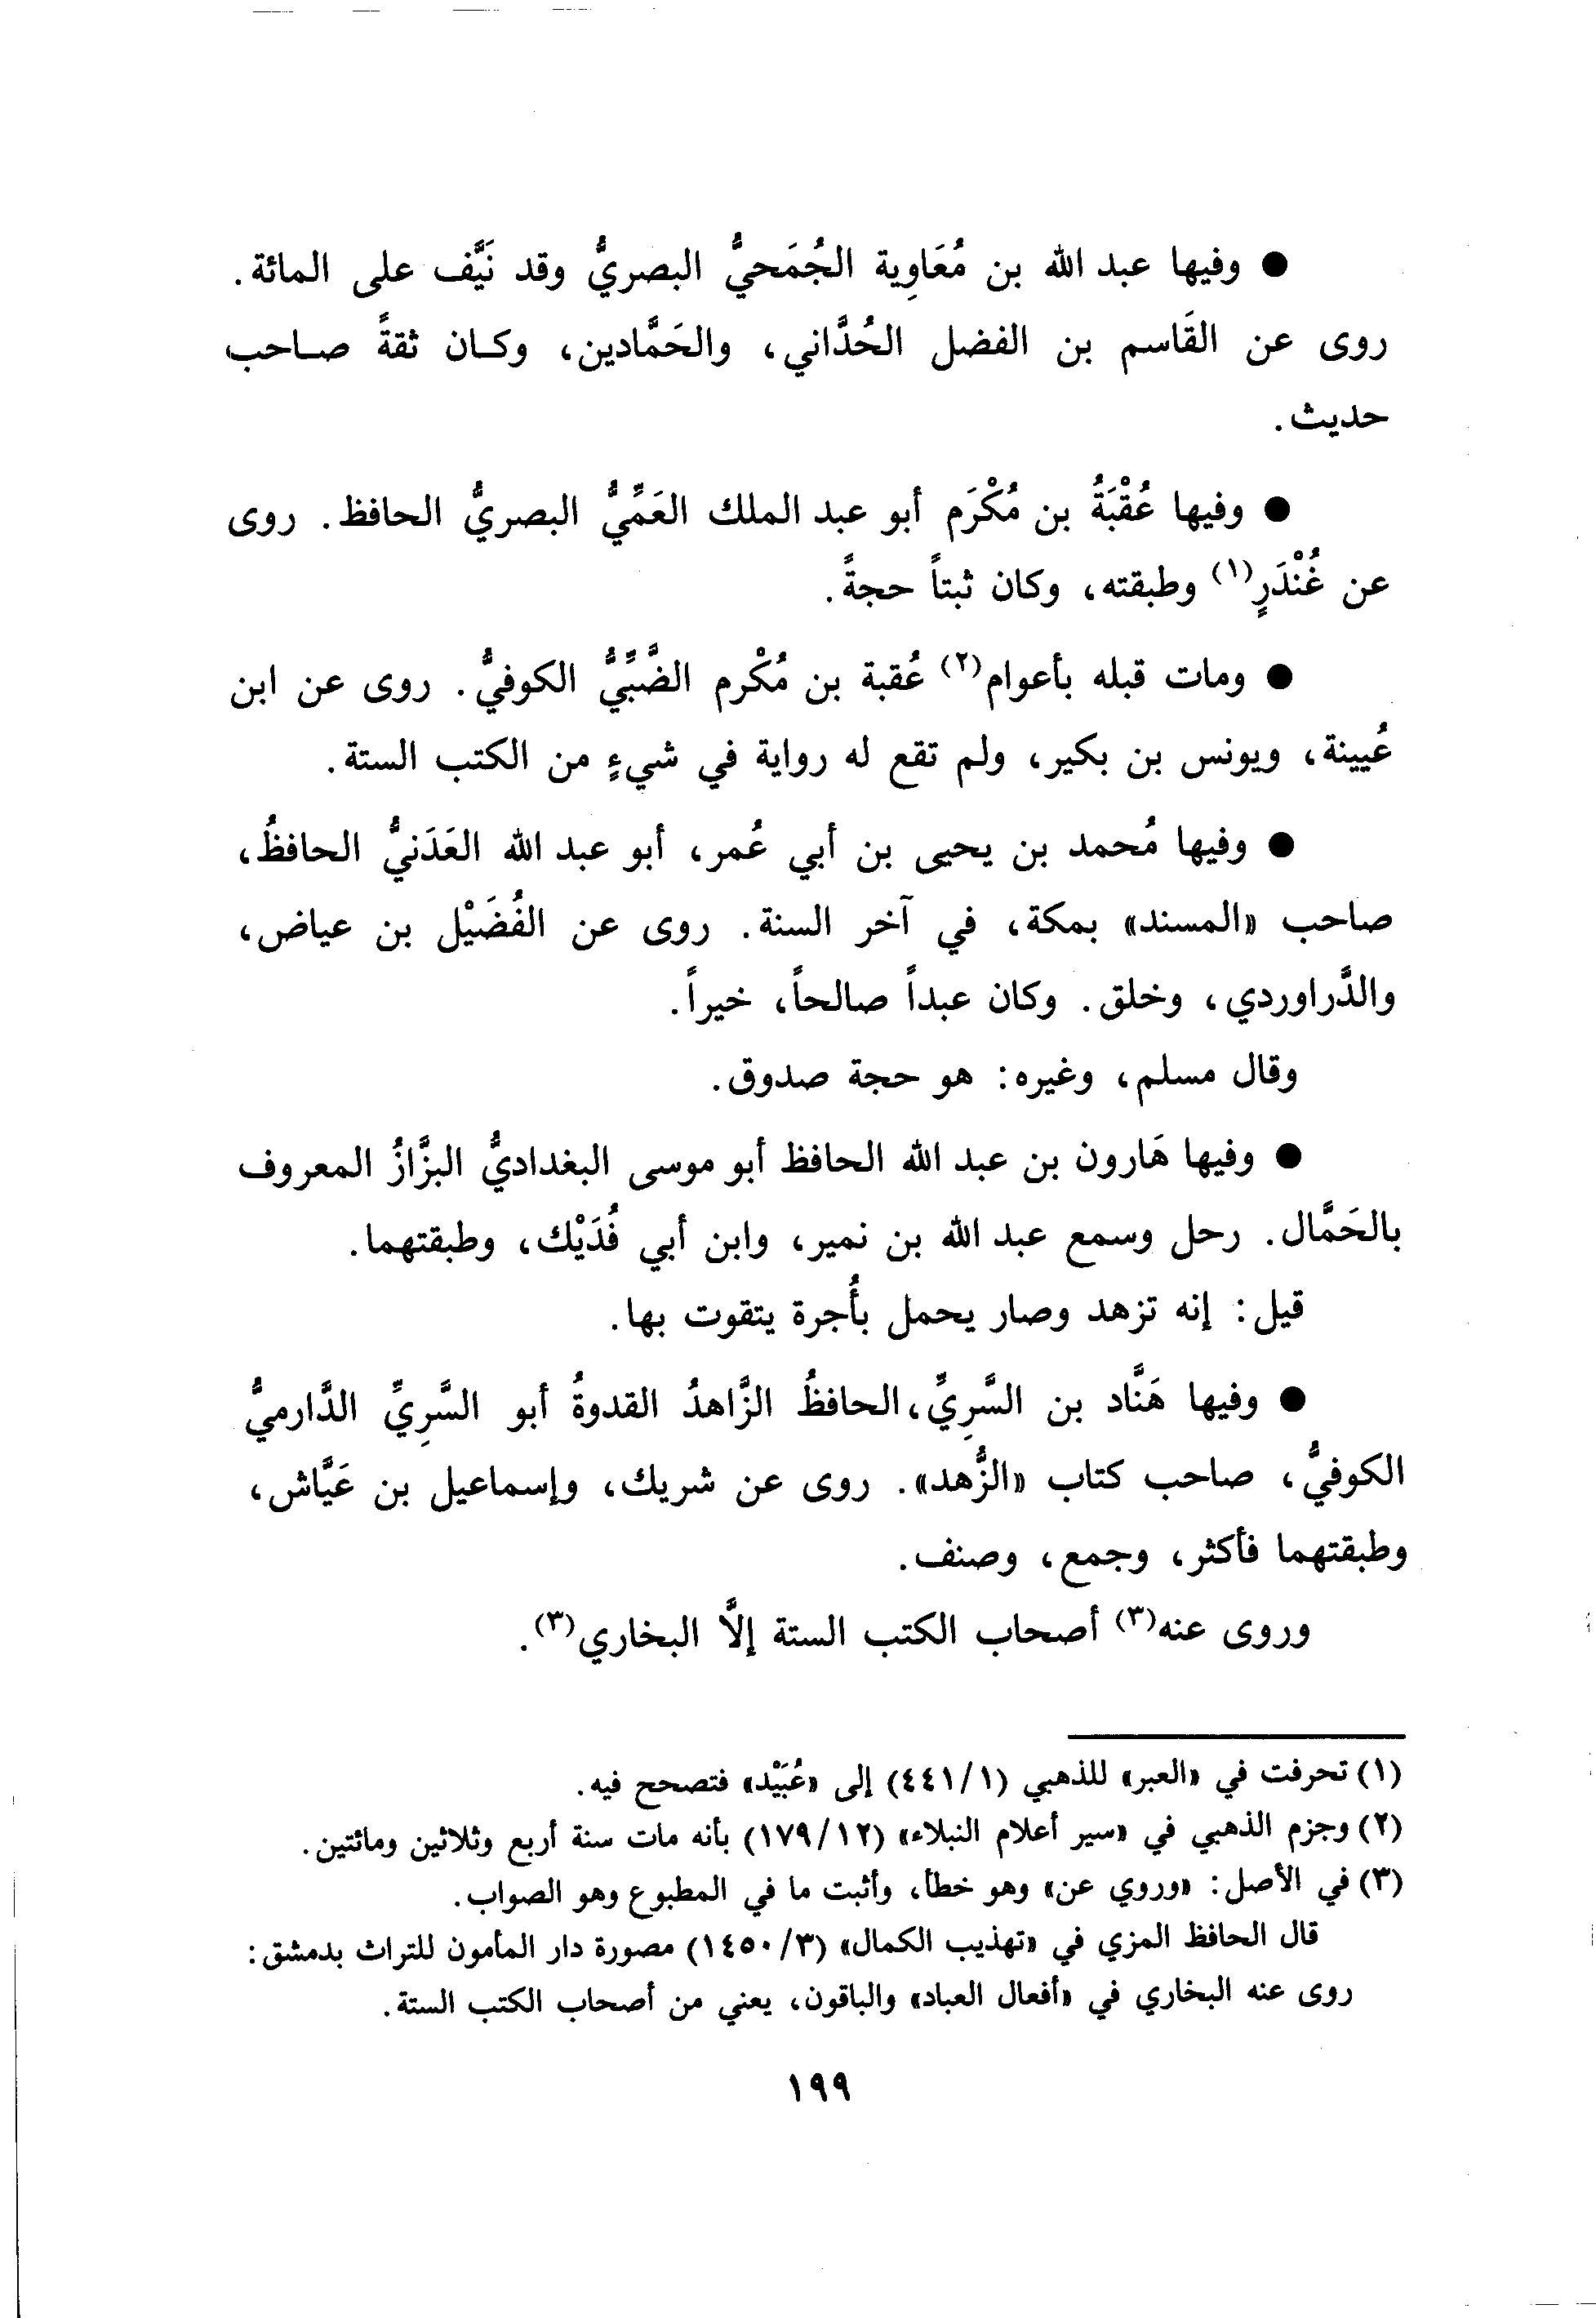 ● وفيها عبد الله بن مُعَاوِية الجُمَحيُّ البصريُّ وقد نَيَّف على المائة.
روى عن القَاسم بن الفضل الحُدَّاني، والحَمَّادين، وكان ثقةً صاحب
حديث.
● وفيها عُقْبَةُ بن مُكْرَم أبو عبد الملك العَمِّيُّ البصريُّ الحافظ. روى
عن غُنْدَرٍ(١) وطبقته، وكان ثبتاً حجةً.
● ومات قبله بأعوام(٢) عُقبة بن مُكْرم الضَّبِّيُّ الكوفيُّ. روى عن ابن
عُيينة، ويونس بن بكير، ولم تقع له رواية في شيءٍ من الكتب الستة.
● وفيها مُحمد بن يحيى بن أبي عُمر، أبو عبد الله العَدَنيُّ الحافظُ،
صاحب «المسند» بمكة، في آخر السنة. روى عن الفُضَيْل بن عياض،
والدَّراوردي، وخلق. وكان عبداً صالحاً، خيراً.
وقال مسلم، وغيره: هو حجة صدوق.
● وفيها هَارون بن عبد الله الحافظ أبو موسى البغداديُّ البزَّازُ المعروف
بالحَمَّال. رحل وسمع عبد الله بن نمير، وابن أبي فُدَيْك، وطبقتهما.
قيل: إنه تزهد وصار يحمل بأُجرة يتقوت بها.
● وفيها هَنَّاد بن السَّرِيِّ، الحافظُ الزَّاهدُ القدوةُ أبو السَّرِيِّ الدَّارميُّ
الكوفيُّ، صاحب كتاب «الزُّهد». روى عن شريك، وإسماعيل بن عَيَّاش،
وطبقتهما فأكثر، وجمع، وصنف.
وروى عنه(٣) أصحاب الكتب الستة إلَّا البخاري(٣).
(١) تحرفت في «العبر» للذهبي (١/٤٤١) إلى «عُبَيْد» فتصحح فيه.
(٢) وجزم الذهبي في «سير أعلام النبلاء» (١٢/١٧٩) بأنه مات سنة أربع وثلاثين ومائتين.
(٣) في الأصل: «وروي عن» وهو خطأ، وأثبت ما في المطبوع وهو الصواب.
قال الحافظ المزي في «تهذيب الكمال» (٣/١٤٥٠) مصورة دار المأمون للتراث بدمشق:
روى عنه البخاري في «أفعال العباد» والباقون، يعني من أصحاب الكتب الستة.
١٩٩